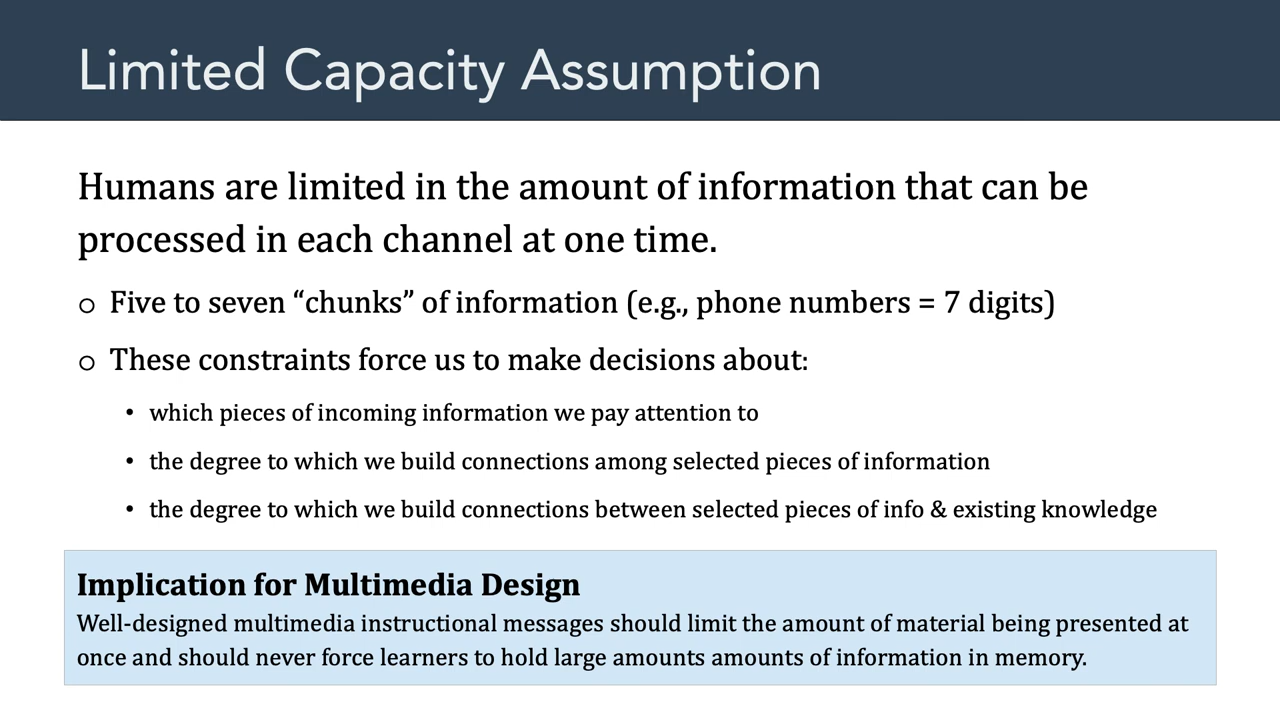 Limited Capacity Assumption
Humans are limited in the amount of information that can be
processed in each channel at one time.
○ Five to seven “chunks” of information (e.g., phone numbers = 7 digits)
○ These constraints force us to make decisions about:
• which pieces of incoming information we pay attention to
• the degree to which we build connections among selected pieces of information
• the degree to which we build connections between selected pieces of info & existing knowledge
Implication for Multimedia Design
Well-designed multimedia instructional messages should limit the amount of material being presented at
once and should never force learners to hold large amounts amounts of information in memory.